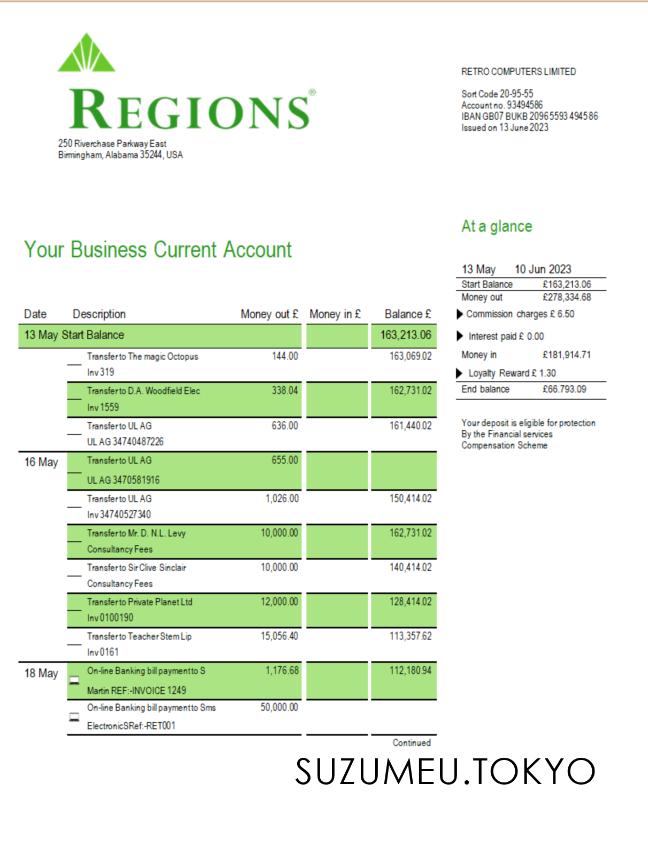 REGIONS®
250 Riverchase Parkway East
Birmingham, Alabama 35244, USA
RETRO COMPUTERS LIMITED
Sort Code 20-95-55
Account no. 93494586
IBAN GB07 BUKB 2096 5593 4945 86
Issued on 13 June 2023
Your Business Current Account
At a glance
13 May 10 Jun 2023
Start Balance £163,213.06
Money out £278,334.68
Commission charges £ 6.50
Interest paid £ 0.00
Money in £181,914.71
Loyalty Reward £ 1.30
End balance £66.793.09
Your deposit is eligible for protection
By the Financial services
Compensation Scheme
Date Description Money out £ Money in £ Balance £
13 May Start Balance 163,213.06
Transfer to The magic Octopus 144.00 163,069.02
Inv 319
Transfer to D.A. Woodfield Elec 338.04 162,731.02
Inv 1559
Transfer to UL AG 636.00 161,440.02
UL AG 34740487226
16 May Transfer to UL AG 655.00
UL AG 3470581916
Transfer to UL AG 1,026.00 150,414.02
Inv 34740527340
Transfer to Mr. D. N.L. Levy 10,000.00 162,731.02
Consultancy Fees
Transfer to Sir Clive Sinclair 10,000.00 140,414.02
Consultancy Fees
Transfer to Private Planet Ltd 12,000.00 128,414.02
Inv 0100190
Transfer to Teacher Stem Lip 15,056.40 113,357.62
Inv 0161
18 May On-line Banking bill payment to S 1,176.68 112,180.94
Martin REF:-INVOICE 1249
On-line Banking bill payment to Sms 50,000.00
ElectronicSRef:-RET001
Continued
SUZUMEU.TOKYO